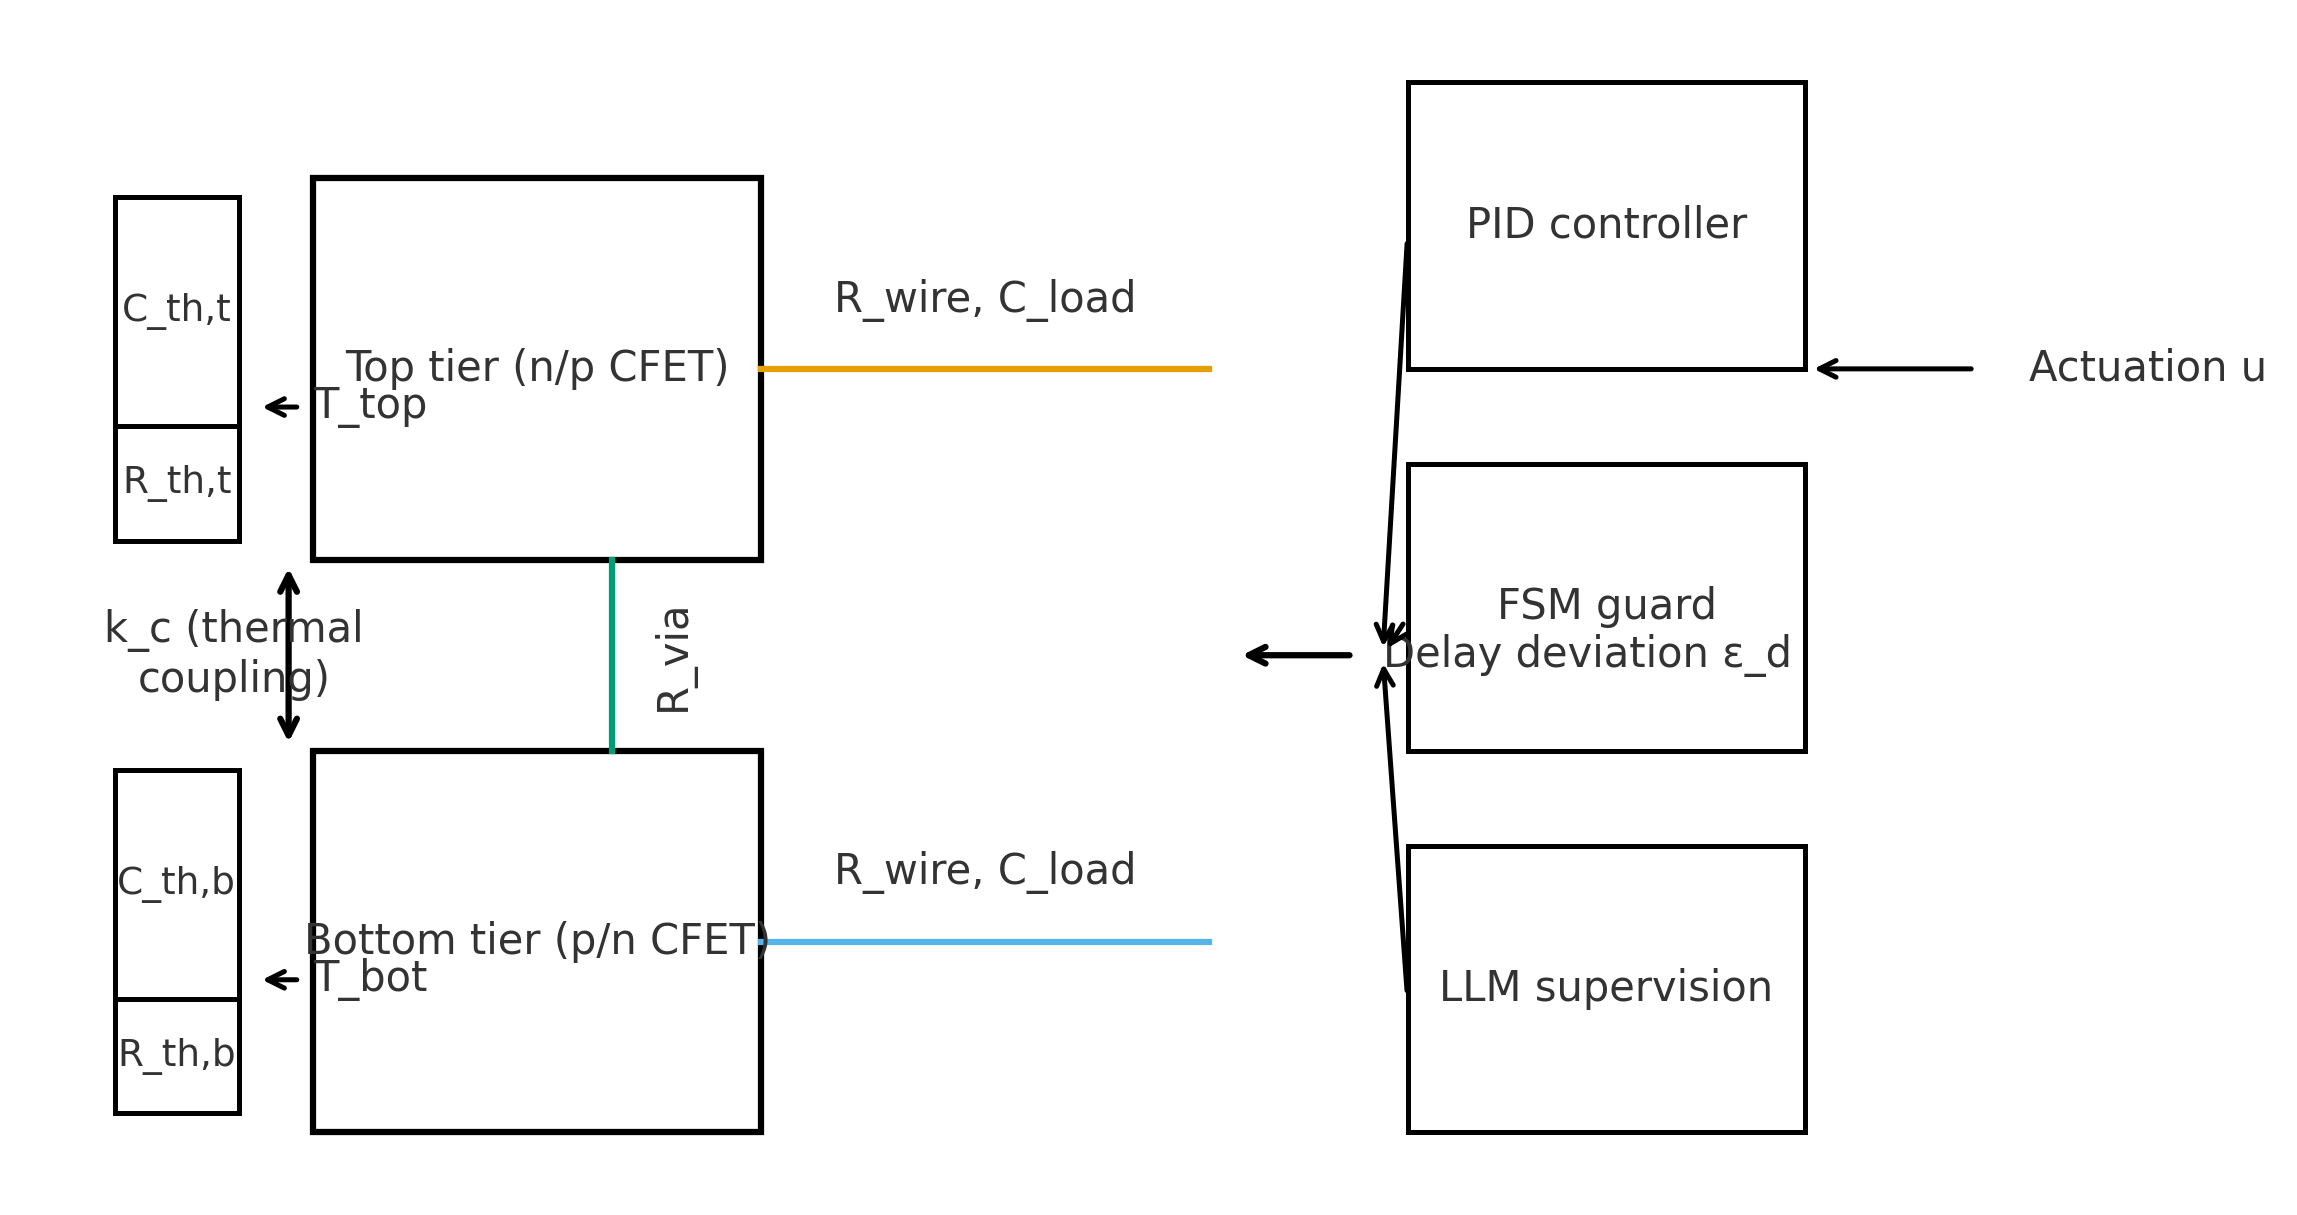 PID controller
C_th,t
R_wire, C_load
Top tier (n/p CFET)
T_top
Actuation u
R_th,t
k_c (thermal
coupling)
R_via
FSM guard
Delay deviation ε_d
C_th,b
R_wire, C_load
Bottom tier (p/n CFET)
T_bot
LLM supervision
R_th,b